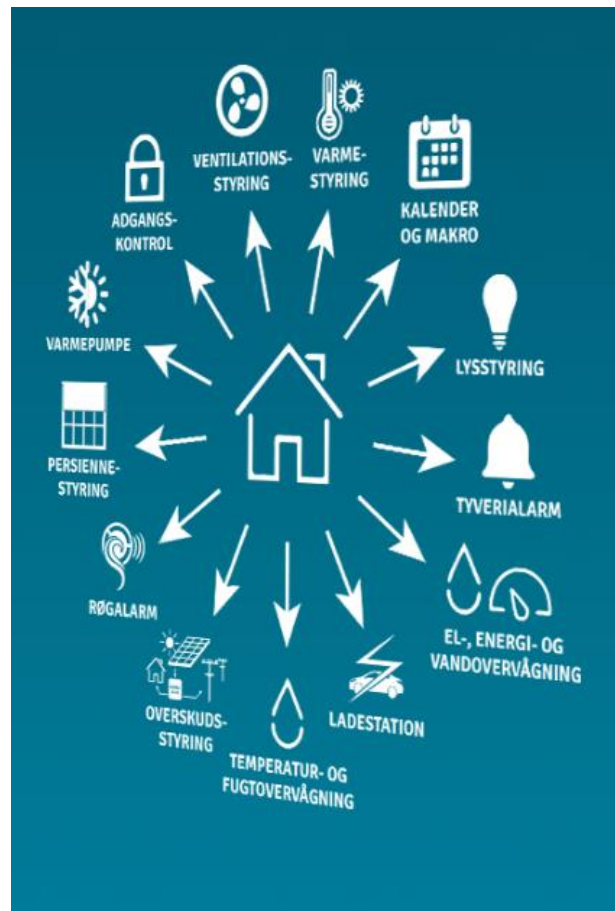 VENTILATIONS-
STYRING
VARME-
STYRING
KALENDER
OG MAKRO
LYSSTYRING
TYVERIALARM
EL-, ENERGI- OG
VANDOVERVÅGNING
LADESTATION
TEMPERATUR- OG
FUGTOVERVÅGNING
OVERSKUDS-
STYRING
RØGALARM
PERSIENNE-
STYRING
VARMEPUMPE
ADGANGS-
KONTROL